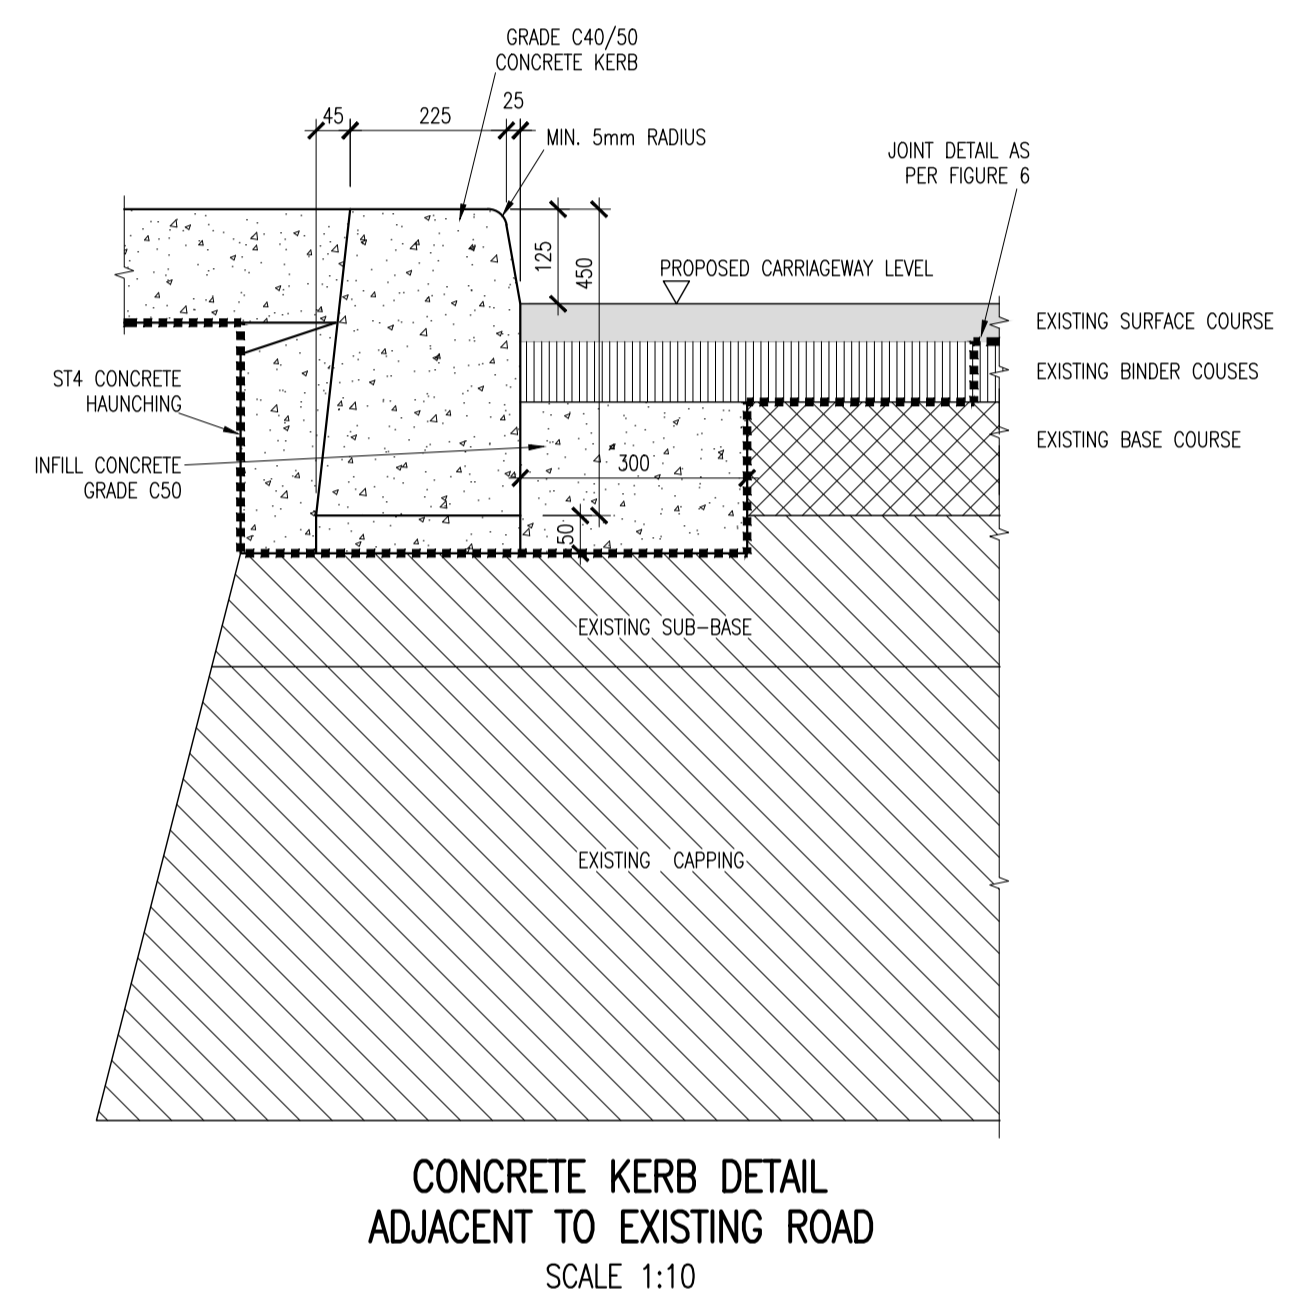 GRADE C40/50
CONCRETE KERB
45
225
25
MIN. 5mm RADIUS
JOINT DETAIL AS
PER FIGURE 6
125
450
PROPOSED CARRIAGEWAY LEVEL
EXISTING SURFACE COURSE
EXISTING BINDER COUSES
ST4 CONCRETE
HAUNCHING
EXISTING BASE COURSE
INFILL CONCRETE
GRADE C50
300
50
EXISTING SUB-BASE
EXISTING CAPPING
CONCRETE KERB DETAIL
ADJACENT TO EXISTING ROAD
SCALE 1:10